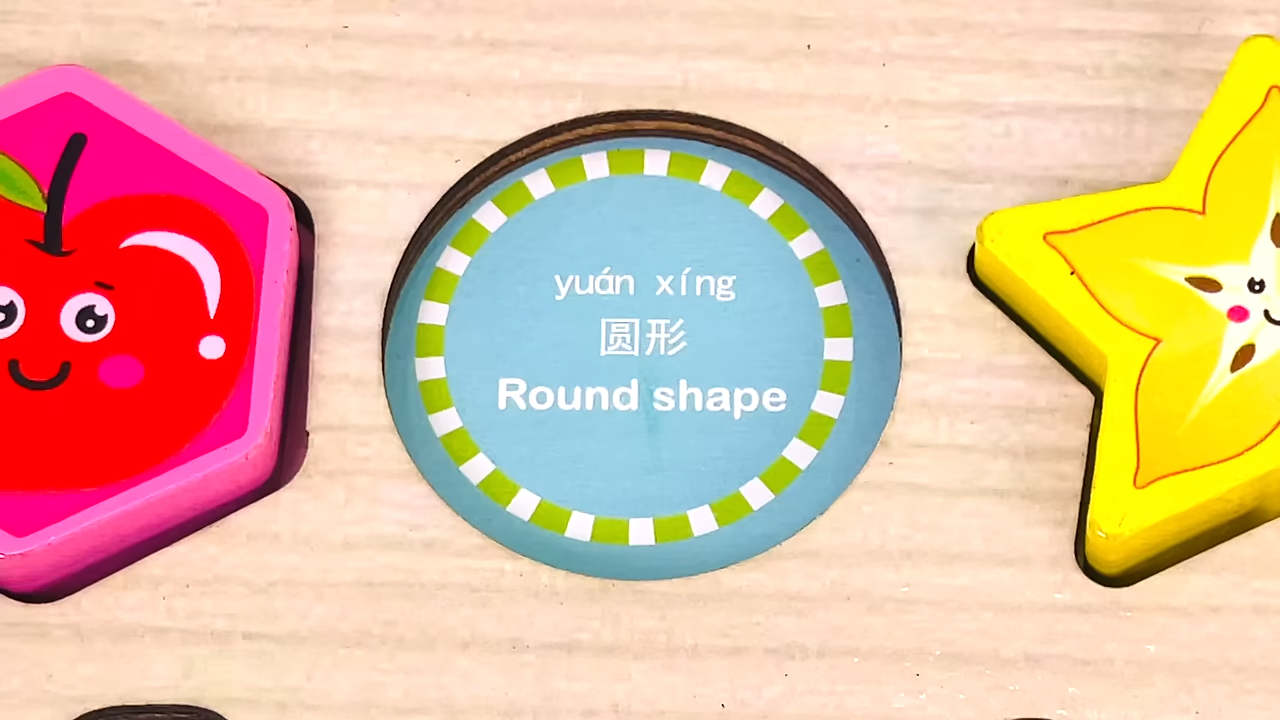 yuán xíng
圆形
Round shape